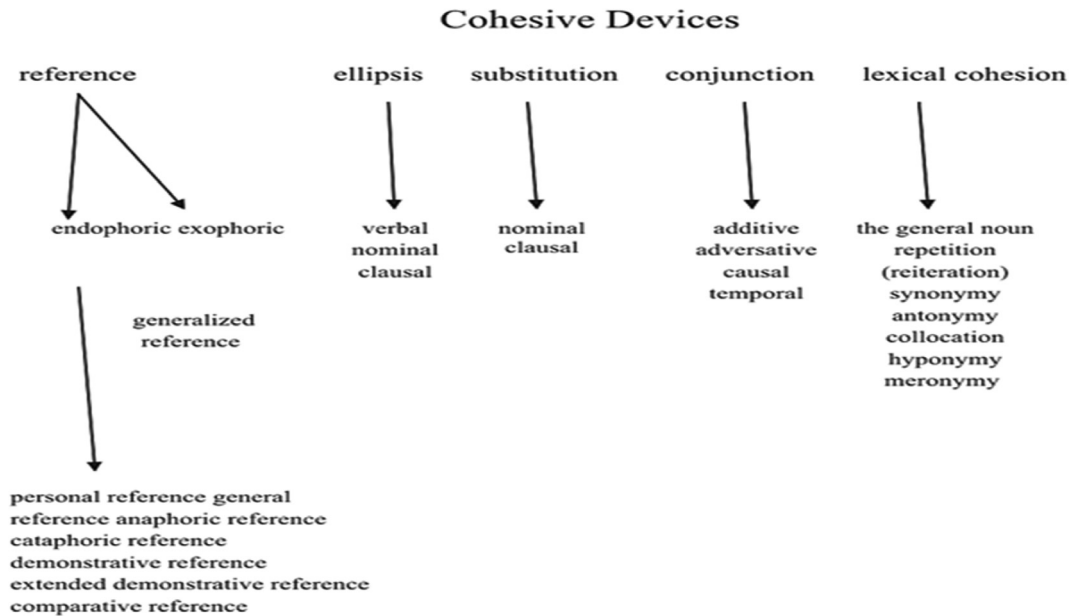 Cohesive Devices
reference
ellipsis
substitution
conjunction
lexical cohesion
endophoric exophoric
verbal
nominal
clausal
nominal
clausal
additive
adversative
causal
temporal
the general noun
repetition
(reiteration)
synonymy
antonymy
collocation
hyponymy
meronymy
generalized
reference
personal reference general
reference anaphoric reference
cataphoric reference
demonstrative reference
extended demonstrative reference
comparative reference